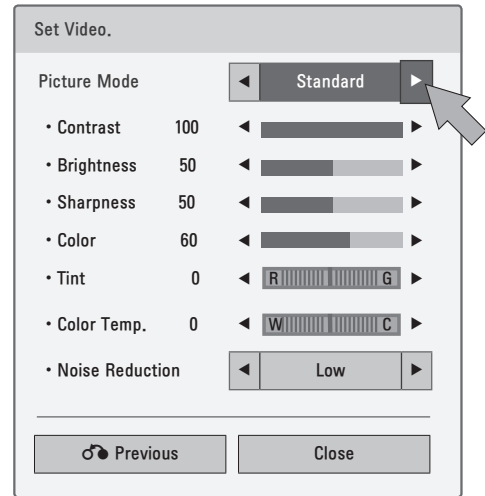 Set Video.
Picture Mode ◀ Standard ▶
• Contrast 100 ◀ ▶
• Brightness 50 ◀ ▶
• Sharpness 50 ◀ ▶
• Color 60 ◀ ▶
• Tint 0 ◀ R G ▶
• Color Temp. 0 ◀ W C ▶
• Noise Reduction ◀ Low ▶
Previous Close